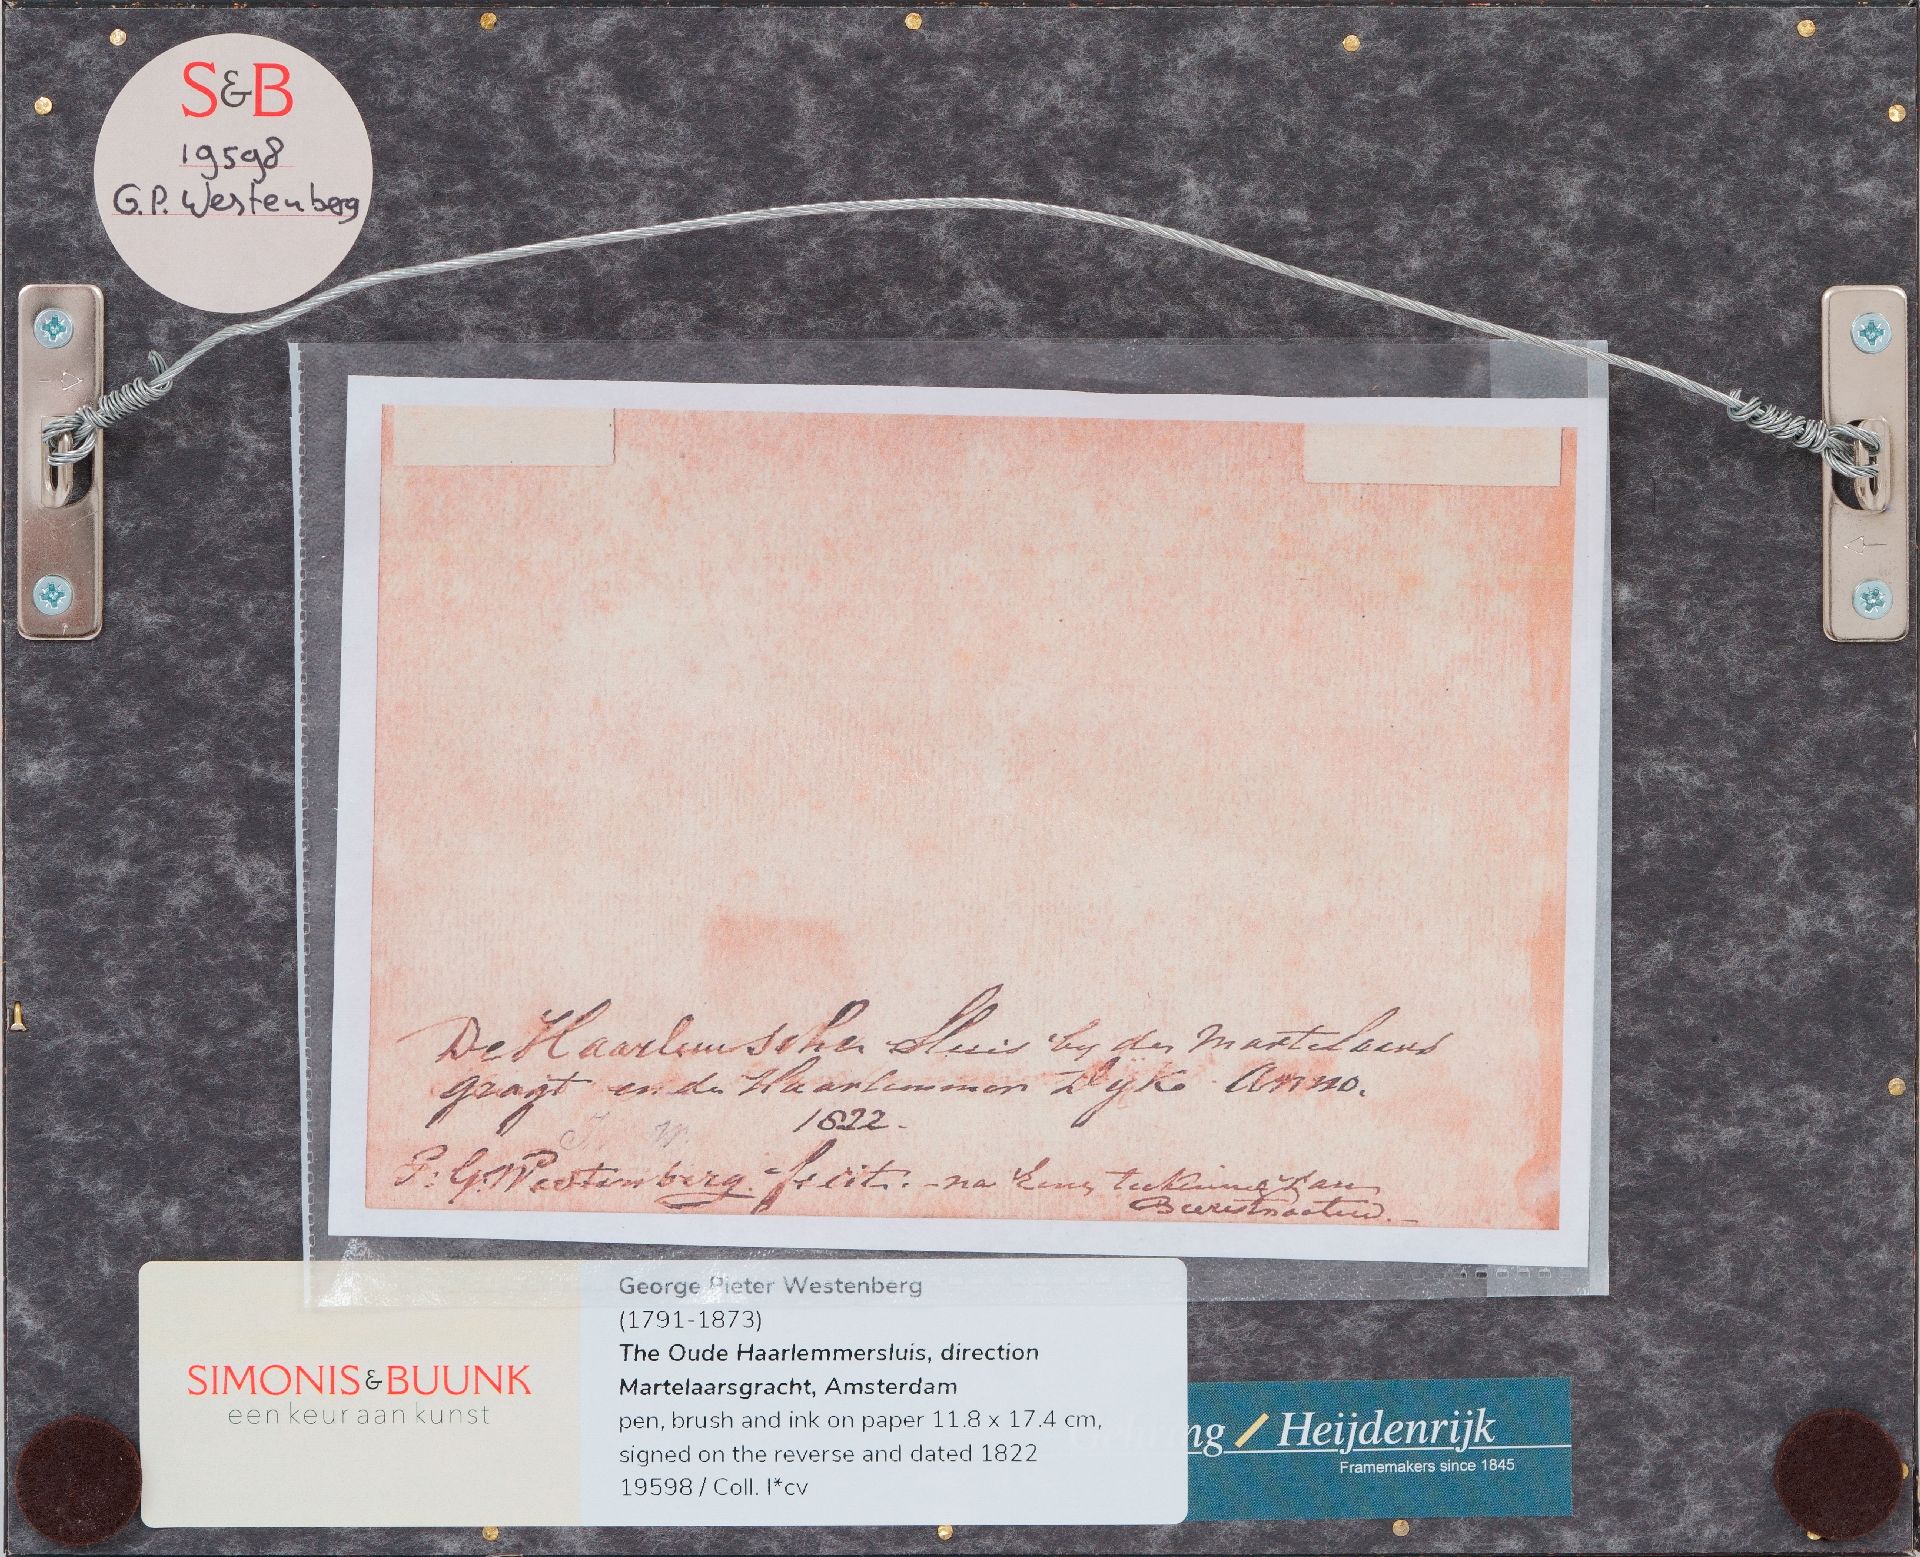 S&B
19598
G.P. Westenberg
De Haarlemscher Sluis by der Martelaars
gragt en de Haarlemmer Dyk Anno.
1822.
P: G. Westenberg fecit. na Eene teekening van
Beerestraaten.
George Pieter Westenberg
(1791-1873)
The Oude Haarlemmersluis, direction
Martelaarsgracht, Amsterdam
pen, brush and ink on paper 11.8 x 17.4 cm,
signed on the reverse and dated 1822
19598 / Coll. I*cv
SIMONIS&BUUNK
een keur aan kunst
Gehring / Heijdenrijk
Framemakers since 1845